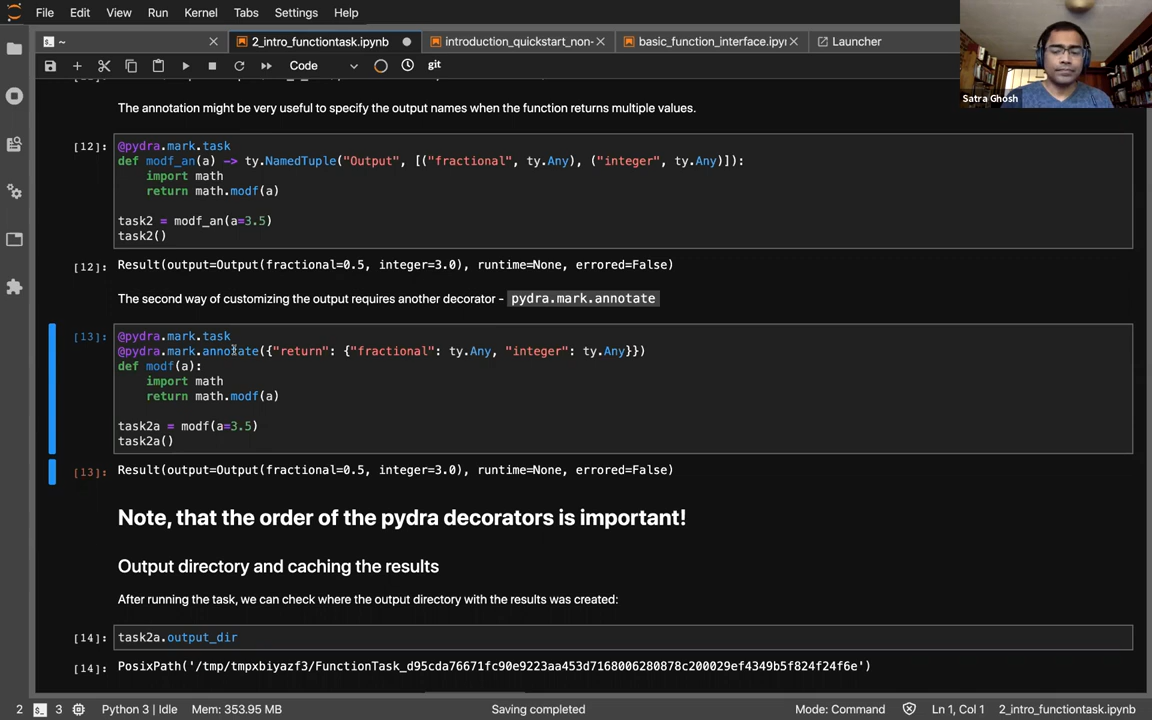 File Edit View Run Kernel Tabs Settings Help
~
2_intro_functiontask.ipynb
introduction_quickstart_non-
basic_function_interface.ipyı
Launcher
Code
git
Satra Ghosh
The annotation might be very useful to specify the output names when the function returns multiple values.
[12]:
@pydra.mark.task
def modf_an(a) -> ty.NamedTuple("Output", [("fractional", ty.Any), ("integer", ty.Any)]):
import math
return math.modf(a)
task2 = modf_an(a=3.5)
task2()
[12]: Result(output=Output(fractional=0.5, integer=3.0), runtime=None, errored=False)
The second way of customizing the output requires another decorator - pydra.mark.annotate
[13]:
@pydra.mark.task
@pydra.mark.annotate({"return": {"fractional": ty.Any, "integer": ty.Any}})
def modf(a):
import math
return math.modf(a)
task2a = modf(a=3.5)
task2a()
[13]: Result(output=Output(fractional=0.5, integer=3.0), runtime=None, errored=False)
Note, that the order of the pydra decorators is important!
Output directory and caching the results
After running the task, we can check where the output directory with the results was created:
[14]: task2a.output_dir
[14]: PosixPath('/tmp/tmpxbiyazf3/FunctionTask_d95cda76671fc90e9223aa453d7168006280878c200029ef4349b5f824f24f6e')
2 3 Python 3 | Idle Mem: 353.95 MB Saving completed Mode: Command Ln 1, Col 1 2_intro_functiontask.ipynb